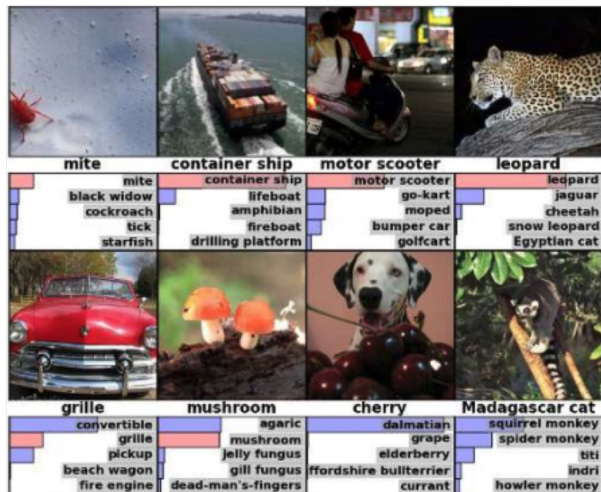 mite
container ship
motor scooter
leopard
mite
black widow
cockroach
tick
starfish
container ship
lifeboat
amphibian
fireboat
drilling platform
motor scooter
go-kart
moped
bumper car
golfcart
leopard
jaguar
cheetah
snow leopard
Egyptian cat
grille
mushroom
cherry
Madagascar cat
convertible
grille
pickup
beach wagon
fire engine
agaric
mushroom
jelly fungus
gill fungus
dead-man's-fingers
dalmatian
grape
elderberry
ffordshire bullterrier
currant
squirrel monkey
spider monkey
titi
indri
howler monkey